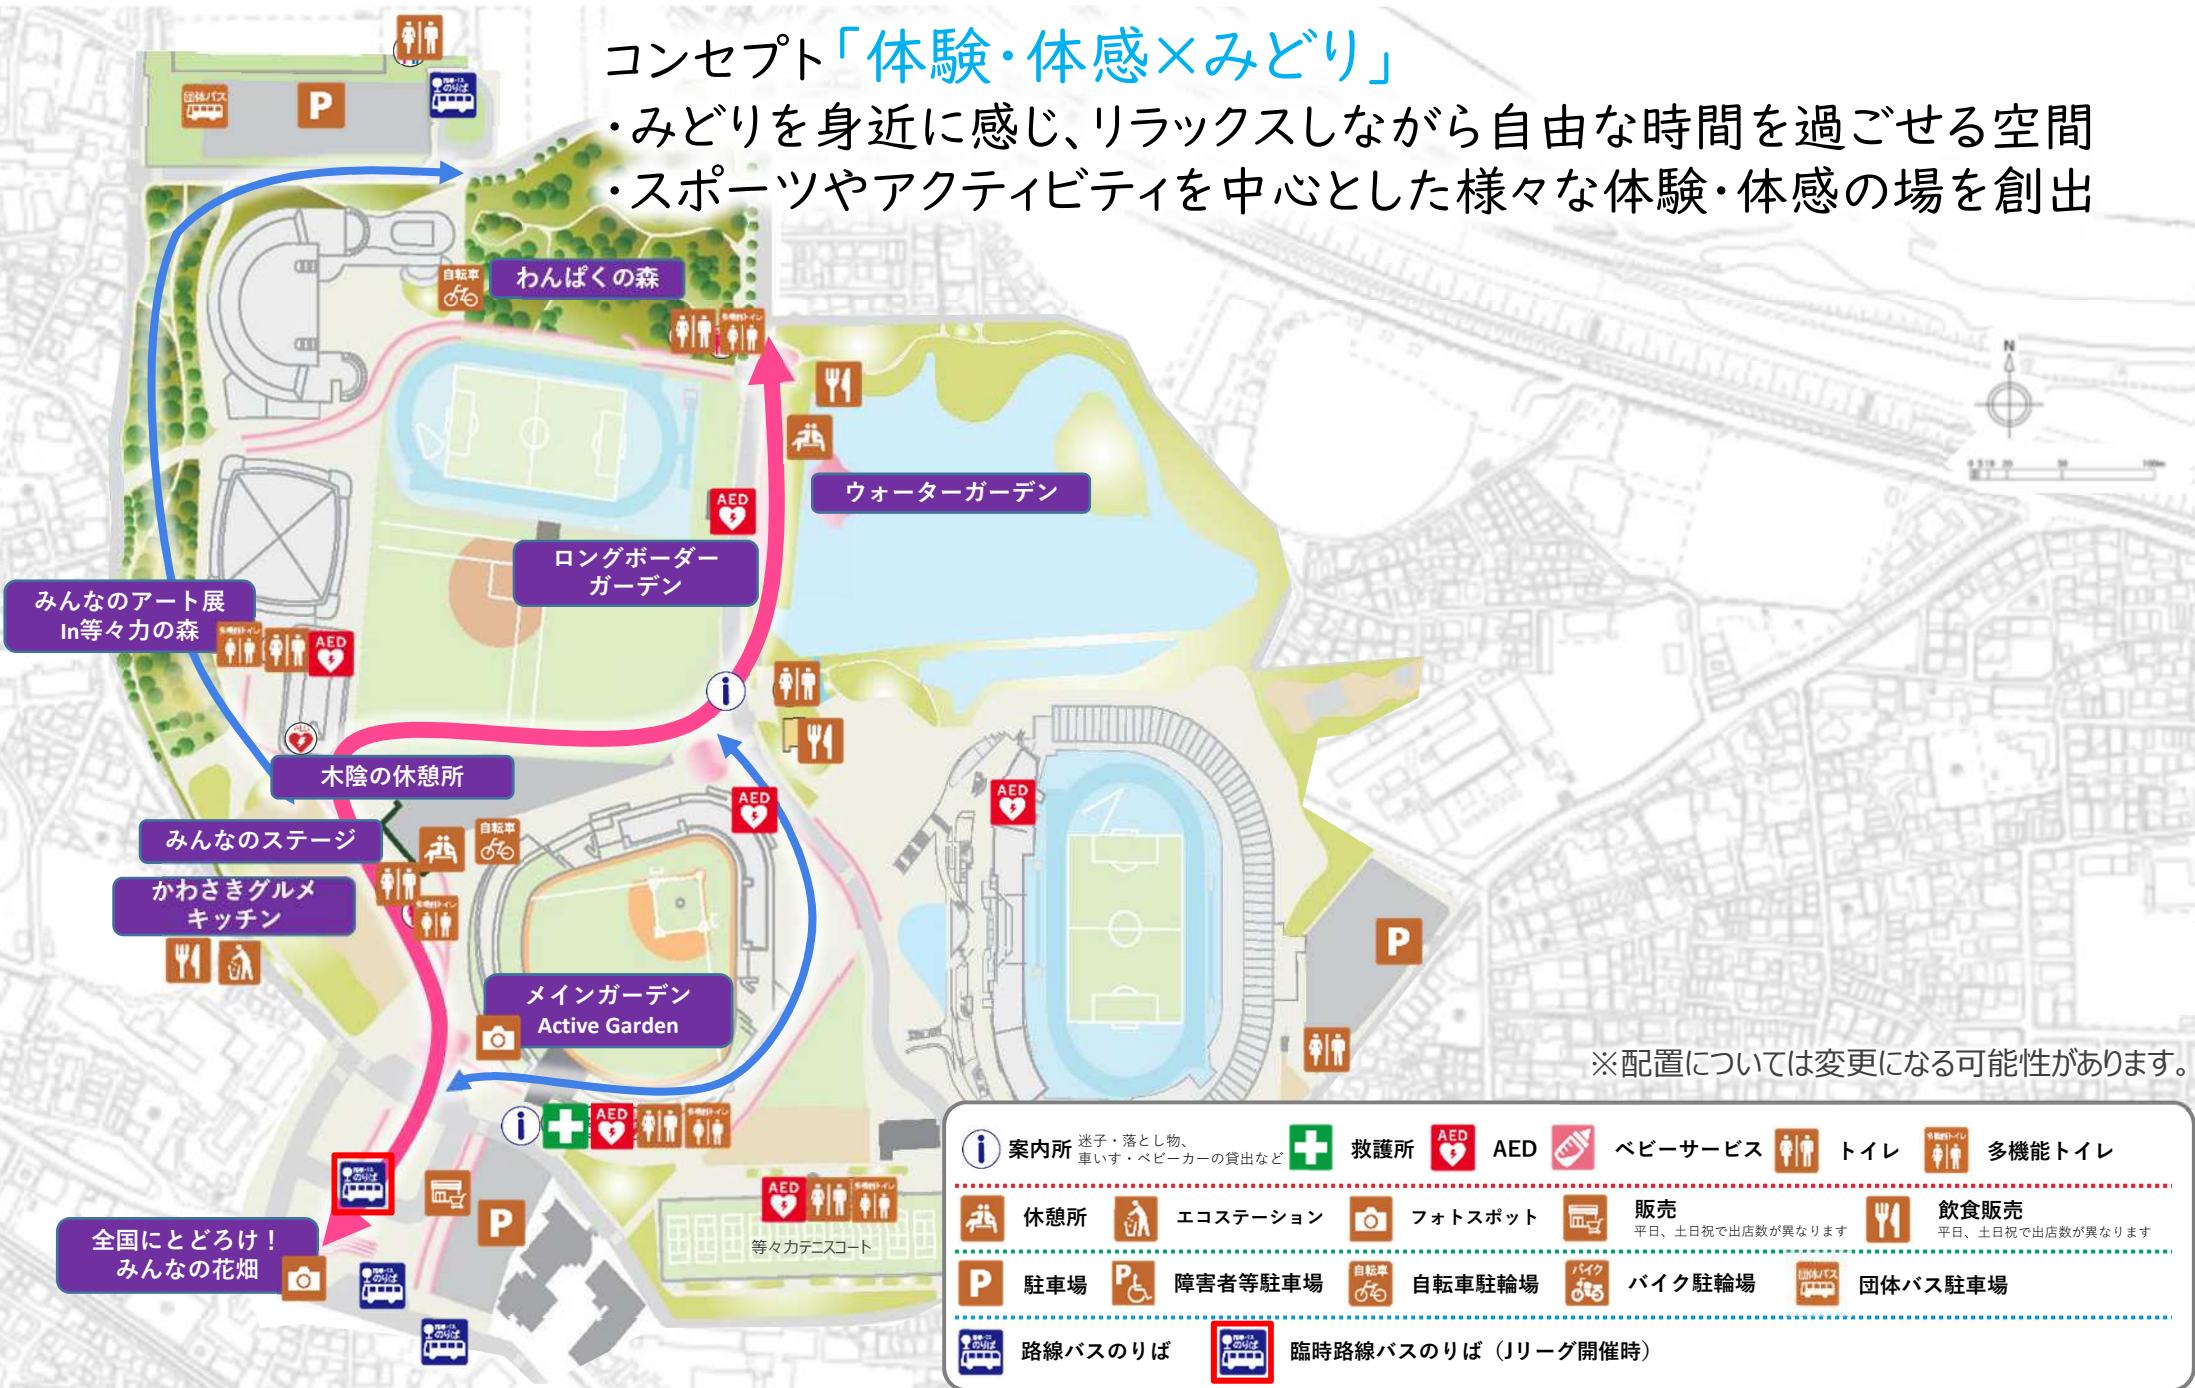 コンセプト「体験・体感×みどり」
・みどりを身近に感じ、リラックスしながら自由な時間を過ごせる空間
・スポーツやアクティビティを中心とした様々な体験・体感の場を創出
団体バス
P
のりば
自転車
わんぱくの森
多機能トイレ
N
ウォーターガーデン
AED
ロングボーダー
ガーデン
みんなのアート展
In等々力の森
多機能トイレ
AED
i
木陰の休憩所
AED
AED
みんなのステージ
自転車
かわさきグルメ
キッチン
多機能トイレ
P
メインガーデン
Active Garden
※配置については変更になる可能性があります。
i
AED
多機能トイレ
のりば
P
AED
多機能トイレ
等々力テニスコート
全国にとどろけ！
みんなの花畑
のりば
のりば
i 案内所 迷子・落とし物、
車いす・ベビーカーの貸出など
救護所
AED AED
ベビーサービス
トイレ
多機能トイレ 多機能トイレ
休憩所
エコステーション
フォトスポット
販売
平日、土日祝で出店数が異なります
飲食販売
平日、土日祝で出店数が異なります
P 駐車場
P 障害者等駐車場
自転車 自転車駐輪場
バイク バイク駐輪場
団体バス 団体バス駐車場
のりば 路線バスのりば
のりば 臨時路線バスのりば（Jリーグ開催時）